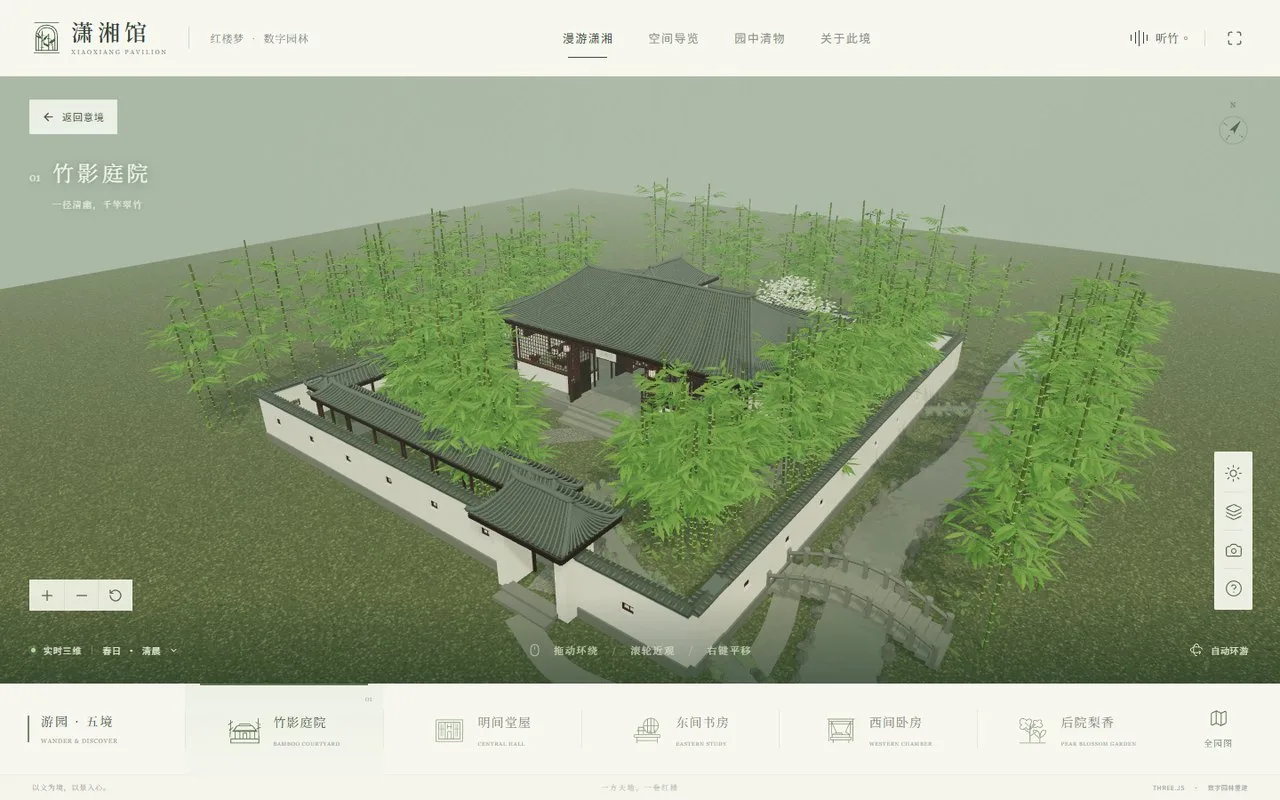 潇湘馆
XIAOXIANG PAVILION
红楼梦 · 数字园林
漫游潇湘
空间导览
园中清物
关于此境
听竹
返回意境
N
01 竹影庭院
一径清幽，千竿翠竹
实时三维
春日 · 清晨
拖动环绕 / 滚轮近观 / 右键平移
自动环游
游园 · 五境
WANDER & DISCOVER
01
竹影庭院
BAMBOO COURTYARD
明间堂屋
CENTRAL HALL
东间书房
EASTERN STUDY
西间卧房
WESTERN CHAMBER
后院梨香
PEAR BLOSSOM GARDEN
全园图
以文为境，以景入心。
一方天地，一卷红楼
THREE.JS · 数字园林重建